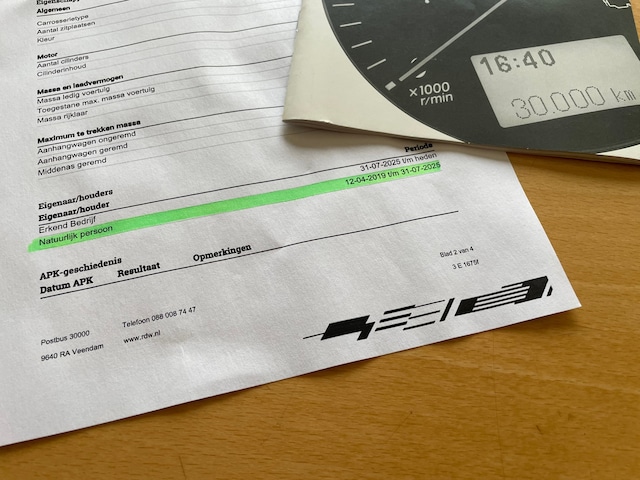 Algemeen
Carrosserietype
Aantal zitplaatsen
Kleur
Motor
Aantal cilinders
Cilinderinhoud
Massa en laadvermogen
Massa ledig voertuig
Toegestane max. massa voertuig
Massa rijklaar
Maximum te trekken massa
Aanhangwagen ongeremd
Aanhangwagen geremd
Middenas geremd
Eigenaar/houders
Eigenaar/houder Periode
Erkend Bedrijf 31-07-2025 t/m heden
Natuurlijk persoon 12-04-2019 t/m 31-07-2025
APK-geschiedenis
Datum APK Resultaat Opmerkingen
Blad 2 van 4
3 E 1675f
Postbus 30000 Telefoon 088 008 74 47
9640 RA Veendam www.rdw.nl
16:40
x1000
r/min
30.000 km